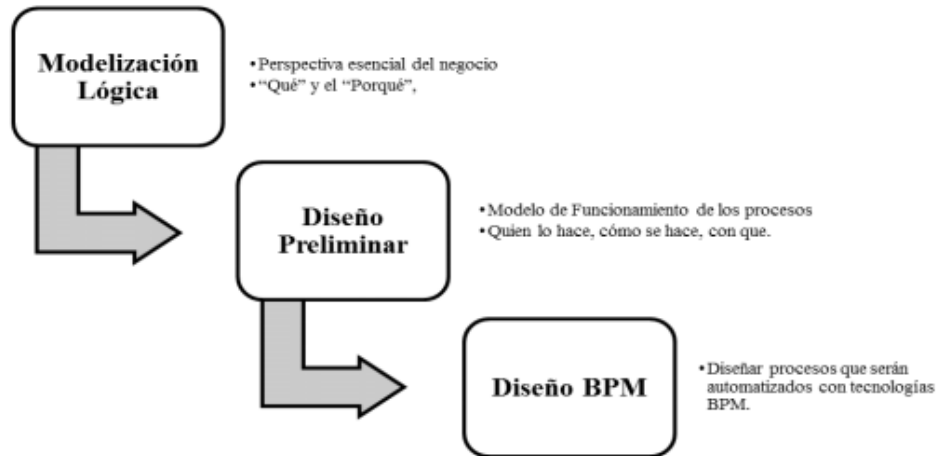 Modelización
Lógica
•Perspectiva esencial del negocio
•“Qué” y el “Porqué”,
Diseño
Preliminar
•Modelo de Funcionamiento de los procesos
•Quien lo hace, cómo se hace, con que.
Diseño BPM
•Diseñar procesos que serán
automatizados con tecnologías
BPM.